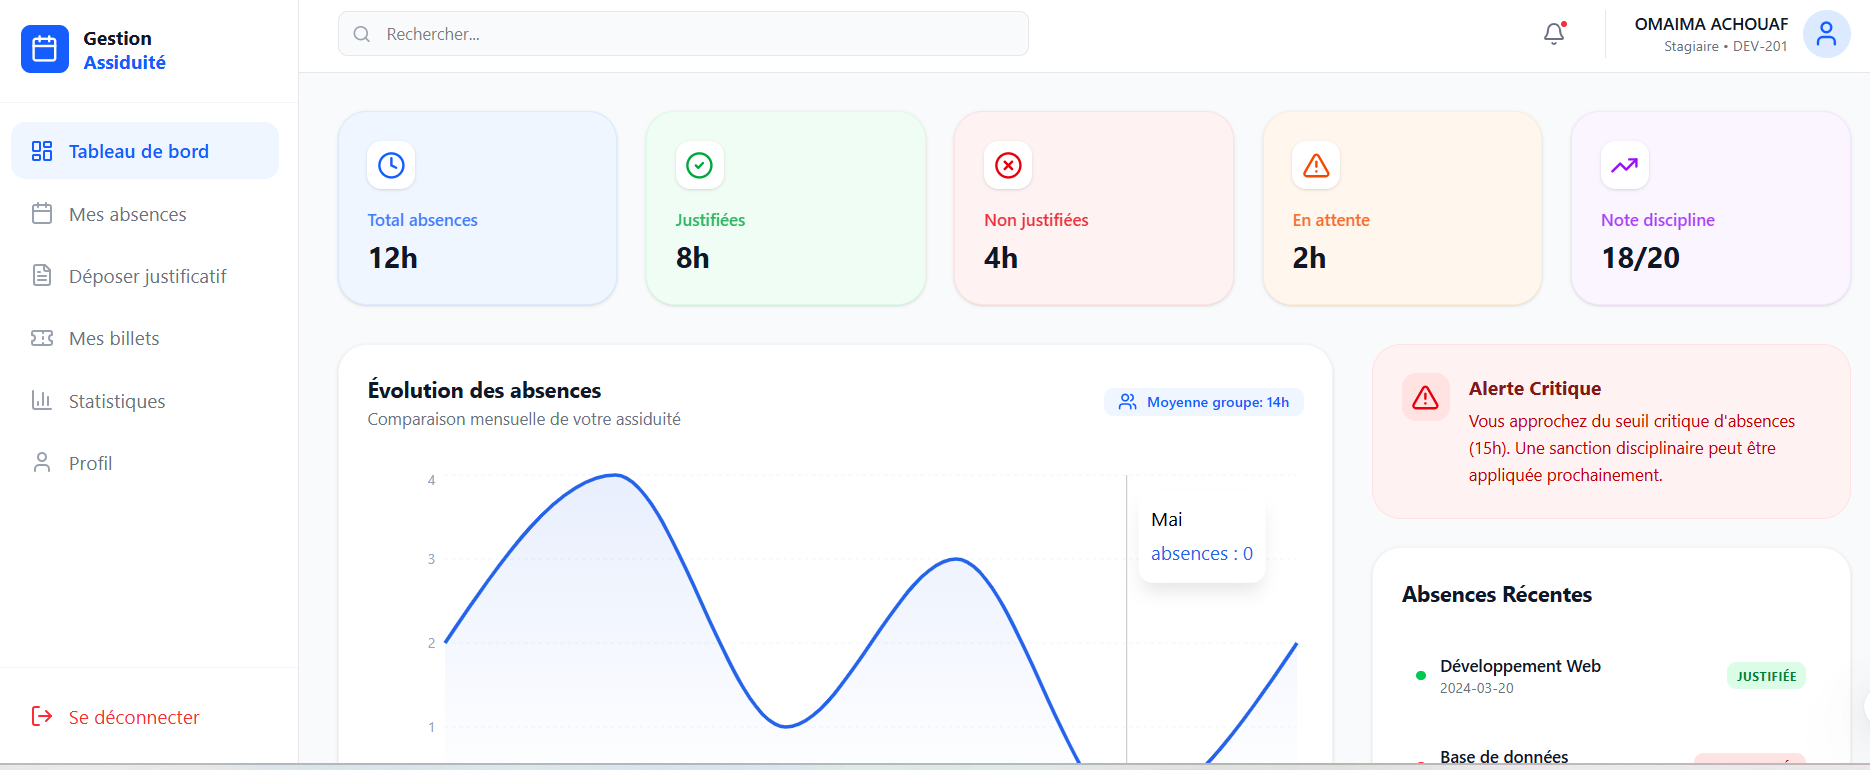 Gestion
Assiduité
Rechercher...
OMAIMA ACHOUAF
Stagiaire • DEV-201
Tableau de bord
Mes absences
Déposer justificatif
Mes billets
Statistiques
Profil
Se déconnecter
Total absences
12h
Justifiées
8h
Non justifiées
4h
En attente
2h
Note discipline
18/20
Évolution des absences
Comparaison mensuelle de votre assiduité
Moyenne groupe: 14h
4
3
2
1
Mai
absences : 0
Alerte Critique
Vous approchez du seuil critique d'absences
(15h). Une sanction disciplinaire peut être
appliquée prochainement.
Absences Récentes
Développement Web
2024-03-20
JUSTIFIÉE
Base de données